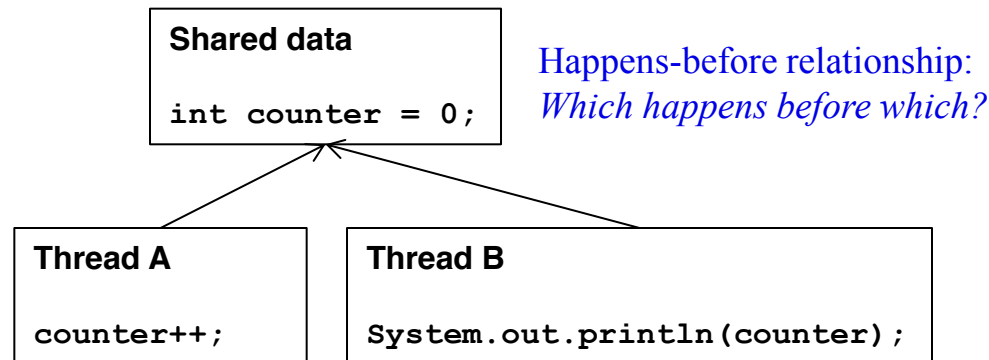 Shared data
int counter = 0;
Happens-before relationship:
Which happens before which?
Thread A
counter++;
Thread B
System.out.println(counter);